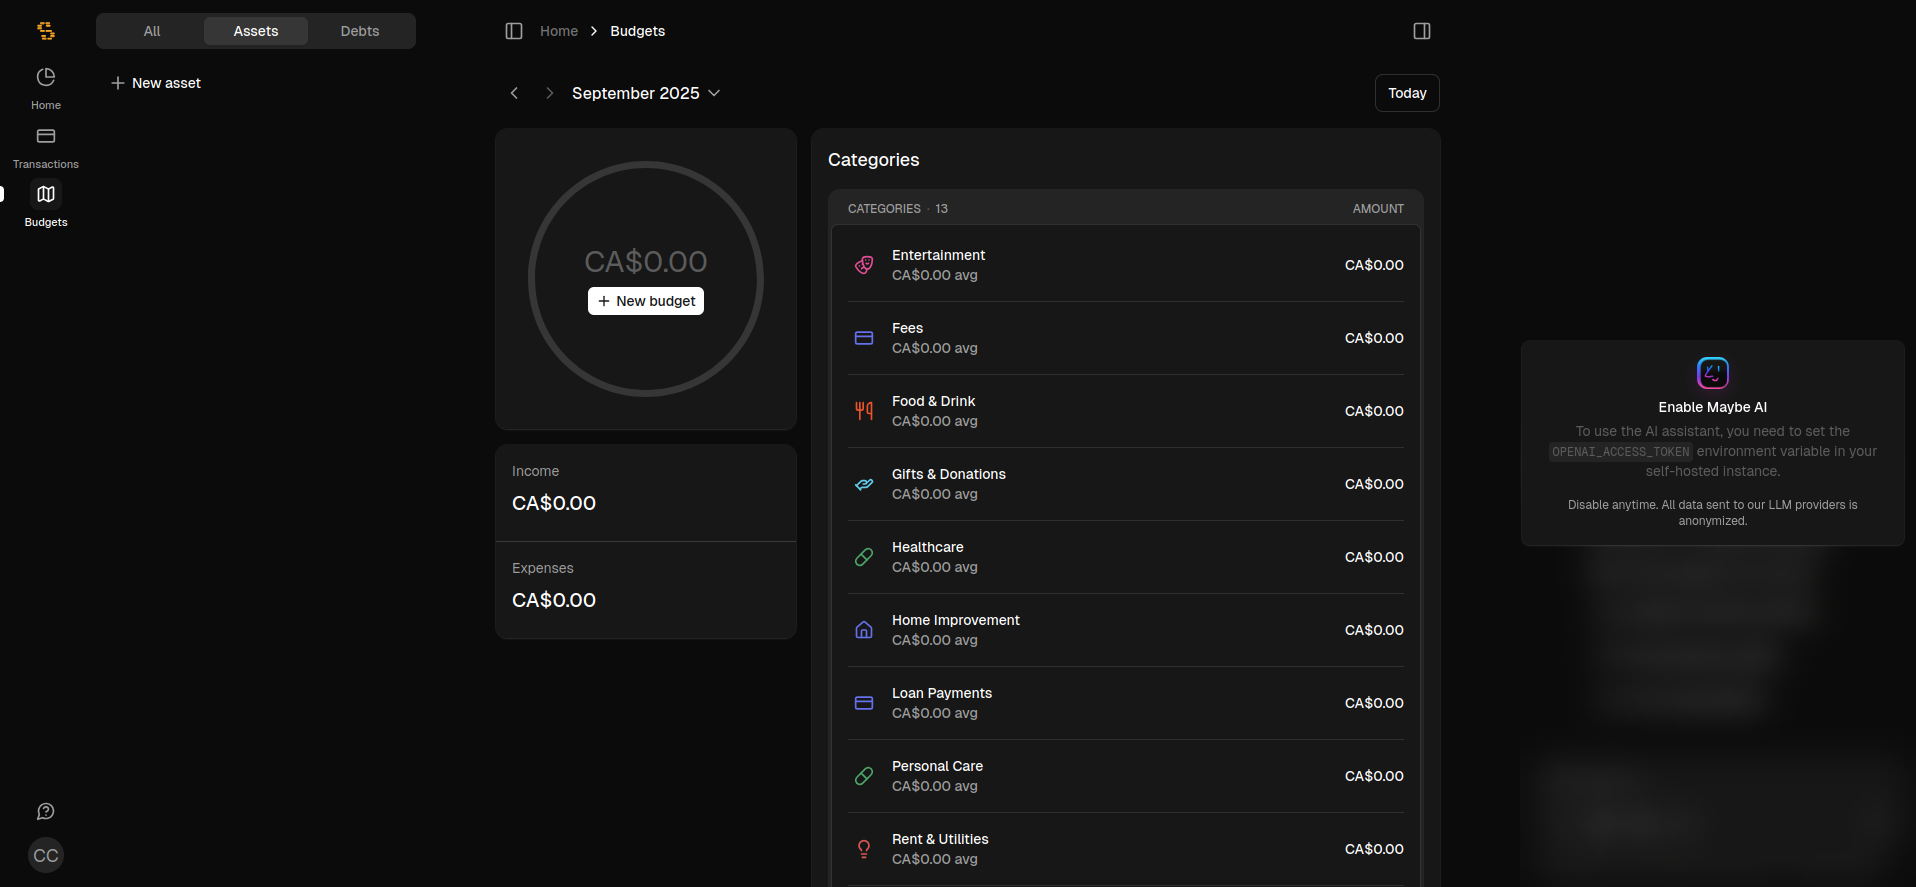 Home
Transactions
Budgets
CC
All
Assets
Debts
New asset
Home
Budgets
September 2025
Today
CA$0.00
New budget
Income
CA$0.00
Expenses
CA$0.00
Categories
CATEGORIES · 13
AMOUNT
Entertainment
CA$0.00 avg
CA$0.00
Fees
CA$0.00 avg
CA$0.00
Food & Drink
CA$0.00 avg
CA$0.00
Gifts & Donations
CA$0.00 avg
CA$0.00
Healthcare
CA$0.00 avg
CA$0.00
Home Improvement
CA$0.00 avg
CA$0.00
Loan Payments
CA$0.00 avg
CA$0.00
Personal Care
CA$0.00 avg
CA$0.00
Rent & Utilities
CA$0.00 avg
CA$0.00
Enable Maybe AI
To use the AI assistant, you need to set the
OPENAI_ACCESS_TOKEN environment variable in your
self-hosted instance.
Disable anytime. All data sent to our LLM providers is
anonymized.